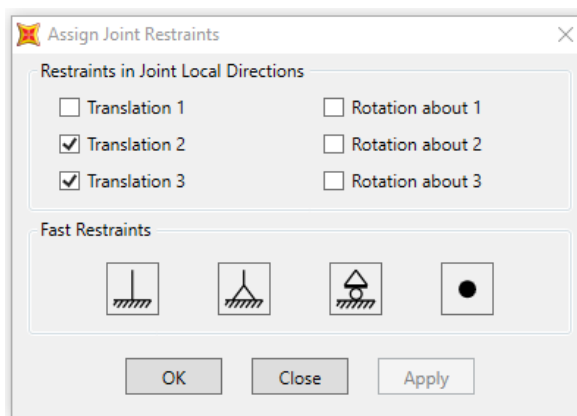 Assign Joint Restraints
Restraints in Joint Local Directions
Translation 1
Rotation about 1
Translation 2
Rotation about 2
Translation 3
Rotation about 3
Fast Restraints
OK
Close
Apply